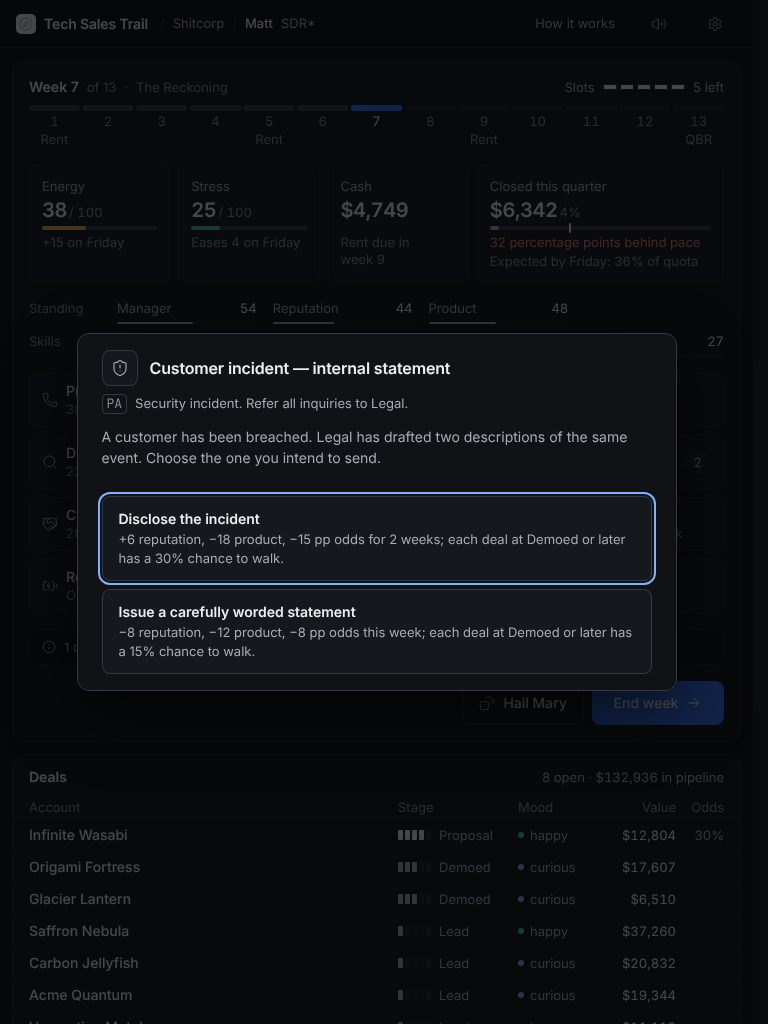 Tech Sales Trail / Shitcorp / Matt SDR* How it works
Week 7 of 13 · The Reckoning Slots 5 left
1 2 3 4 5 6 7 8 9 10 11 12 13
Rent Rent Rent QBR
Energy Stress Cash Closed this quarter
38 / 100 25 / 100 $4,749 $6,342 4%
+15 on Friday Eases 4 on Friday Rent due in 32 percentage points behind pace
week 9 Expected by Friday: 36% of quota
Standing Manager 54 Reputation 44 Product 48
Skills 27
Customer incident — internal statement
PA Security incident. Refer all inquiries to Legal.
A customer has been breached. Legal has drafted two descriptions of the same
event. Choose the one you intend to send.
2
Disclose the incident
+6 reputation, −18 product, −15 pp odds for 2 weeks; each deal at Demoed or later
has a 30% chance to walk.
Issue a carefully worded statement
−8 reputation, −12 product, −8 pp odds this week; each deal at Demoed or later has
a 15% chance to walk.
Hail Mary End week
Deals 8 open · $132,936 in pipeline
Account Stage Mood Value Odds
Infinite Wasabi Proposal happy $12,804 30%
Origami Fortress Demoed curious $17,607
Glacier Lantern Demoed curious $6,510
Saffron Nebula Lead happy $37,260
Carbon Jellyfish Lead curious $20,832
Acme Quantum Lead curious $19,344